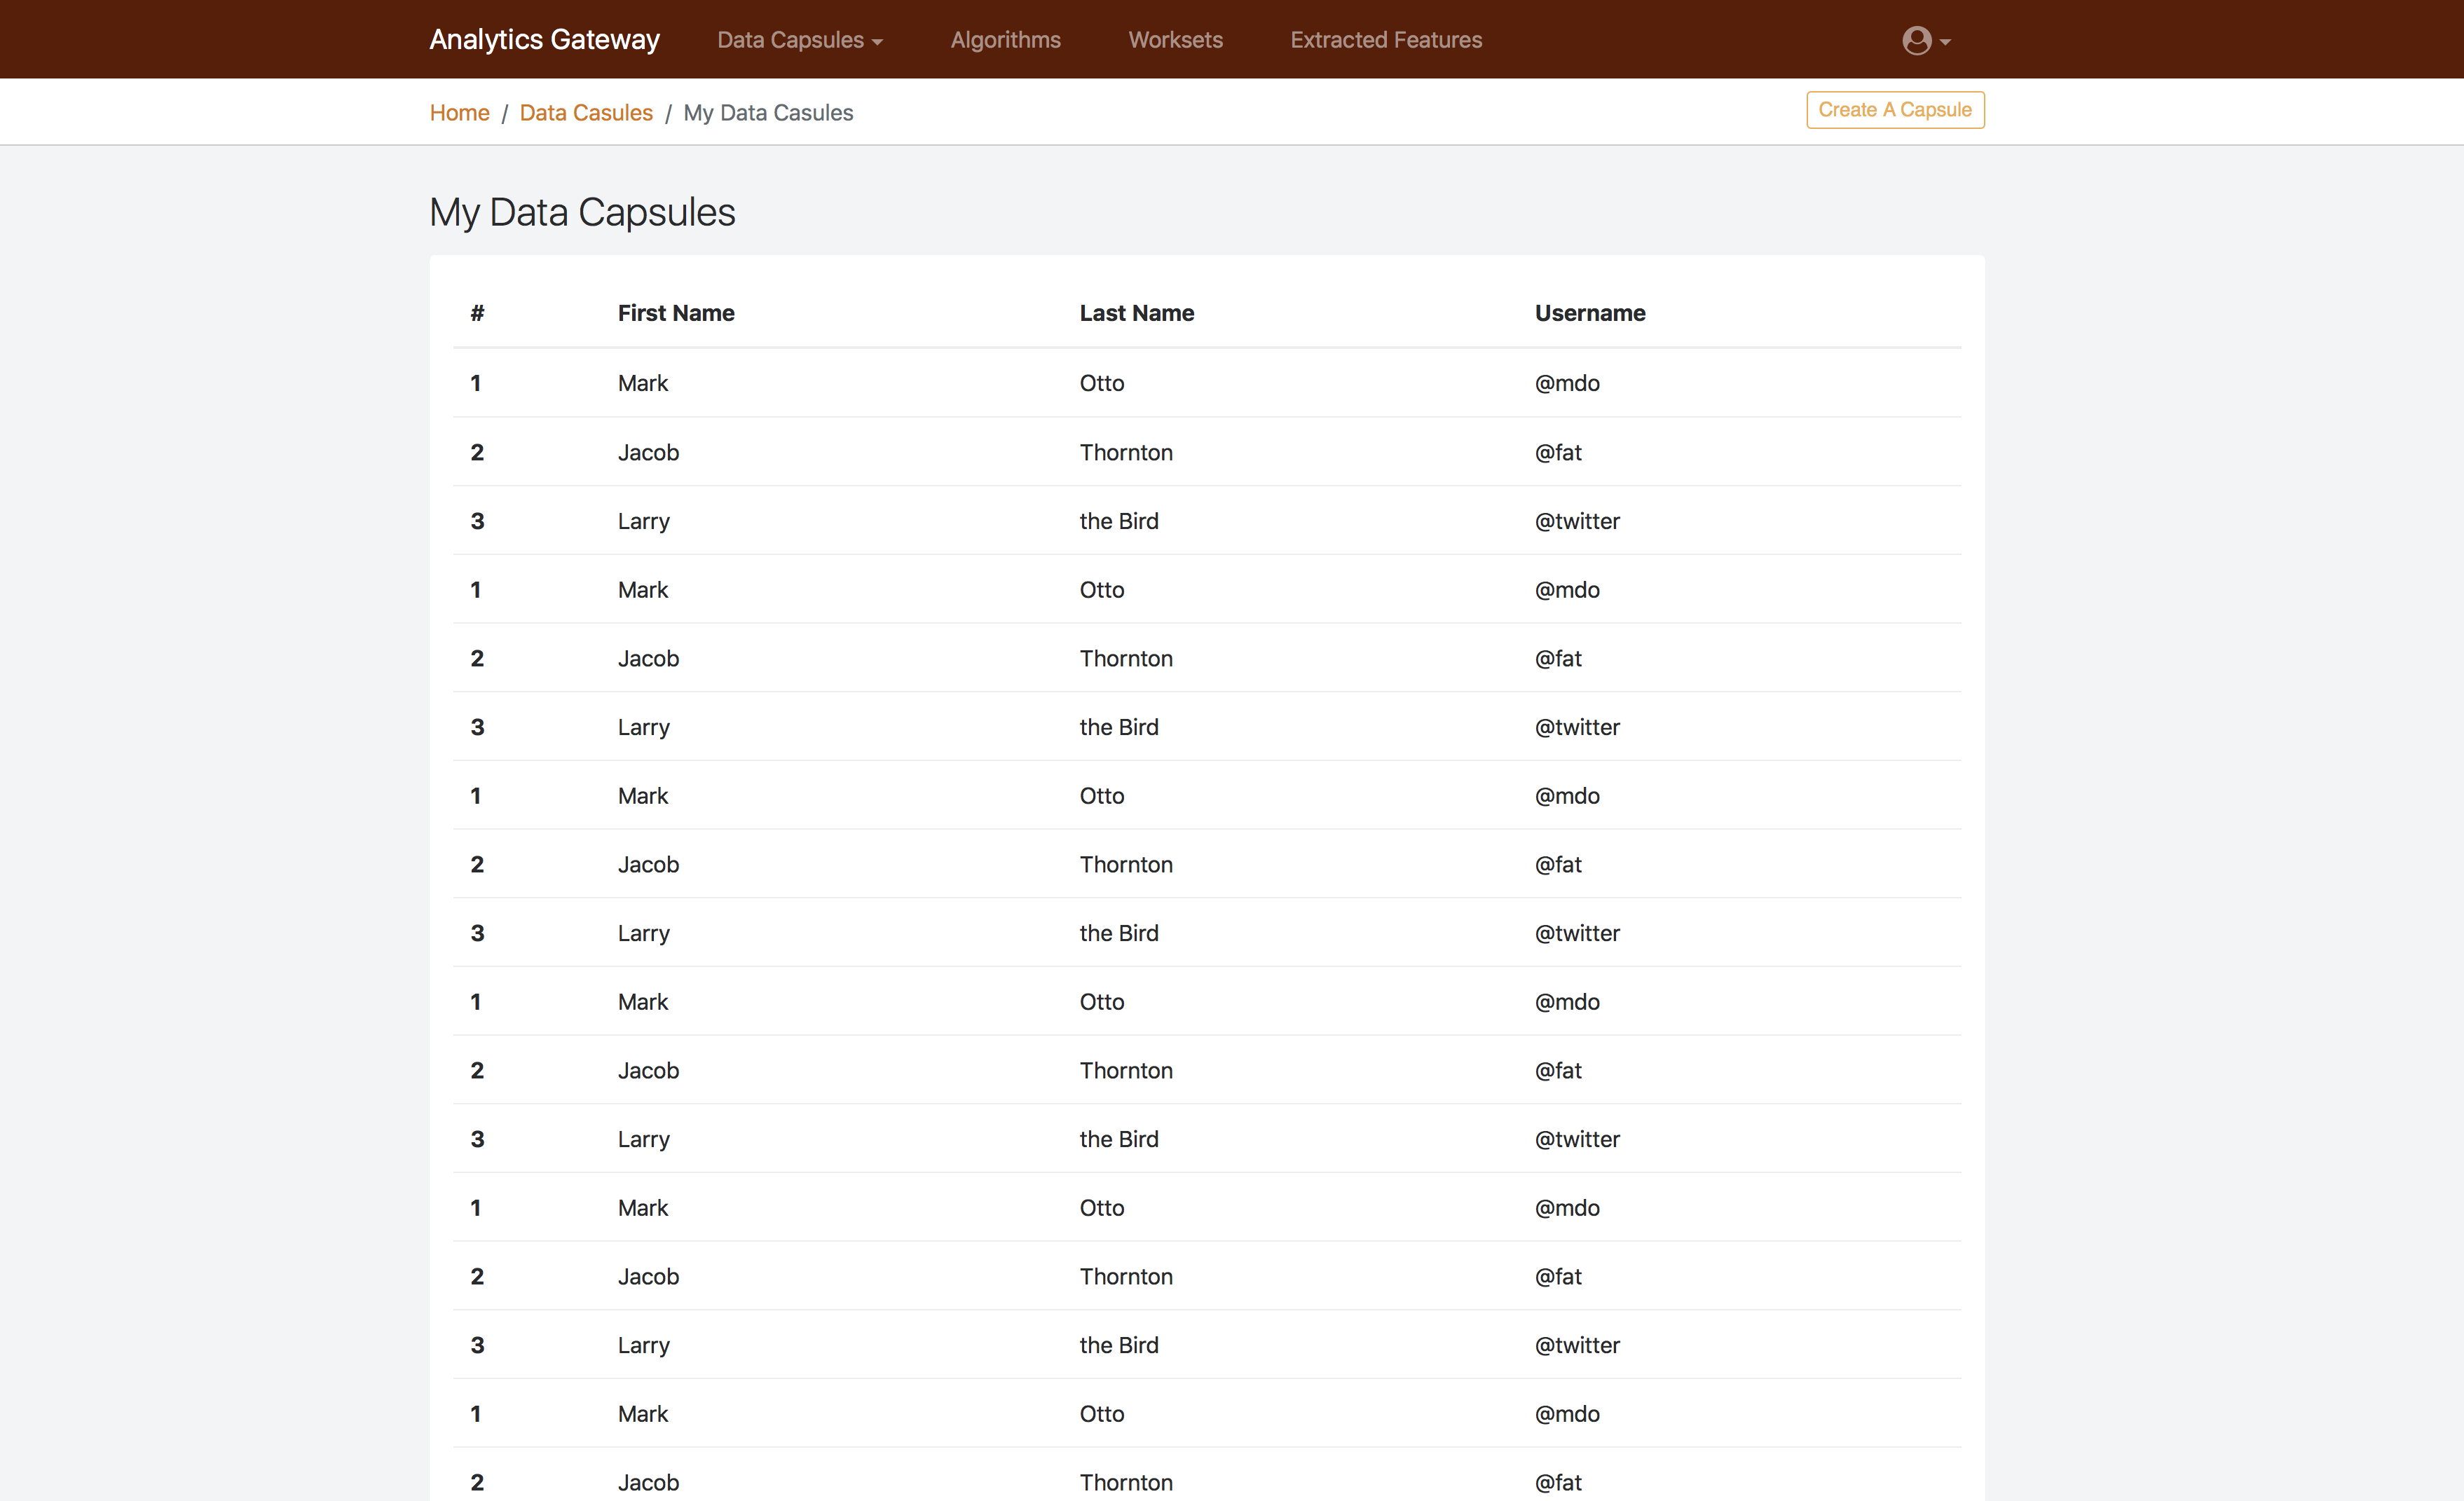 Analytics Gateway Data Capsules Algorithms Worksets Extracted Features
Home / Data Casules / My Data Casules Create A Capsule
My Data Capsules
# First Name Last Name Username
1 Mark Otto @mdo
2 Jacob Thornton @fat
3 Larry the Bird @twitter
1 Mark Otto @mdo
2 Jacob Thornton @fat
3 Larry the Bird @twitter
1 Mark Otto @mdo
2 Jacob Thornton @fat
3 Larry the Bird @twitter
1 Mark Otto @mdo
2 Jacob Thornton @fat
3 Larry the Bird @twitter
1 Mark Otto @mdo
2 Jacob Thornton @fat
3 Larry the Bird @twitter
1 Mark Otto @mdo
2 Jacob Thornton @fat